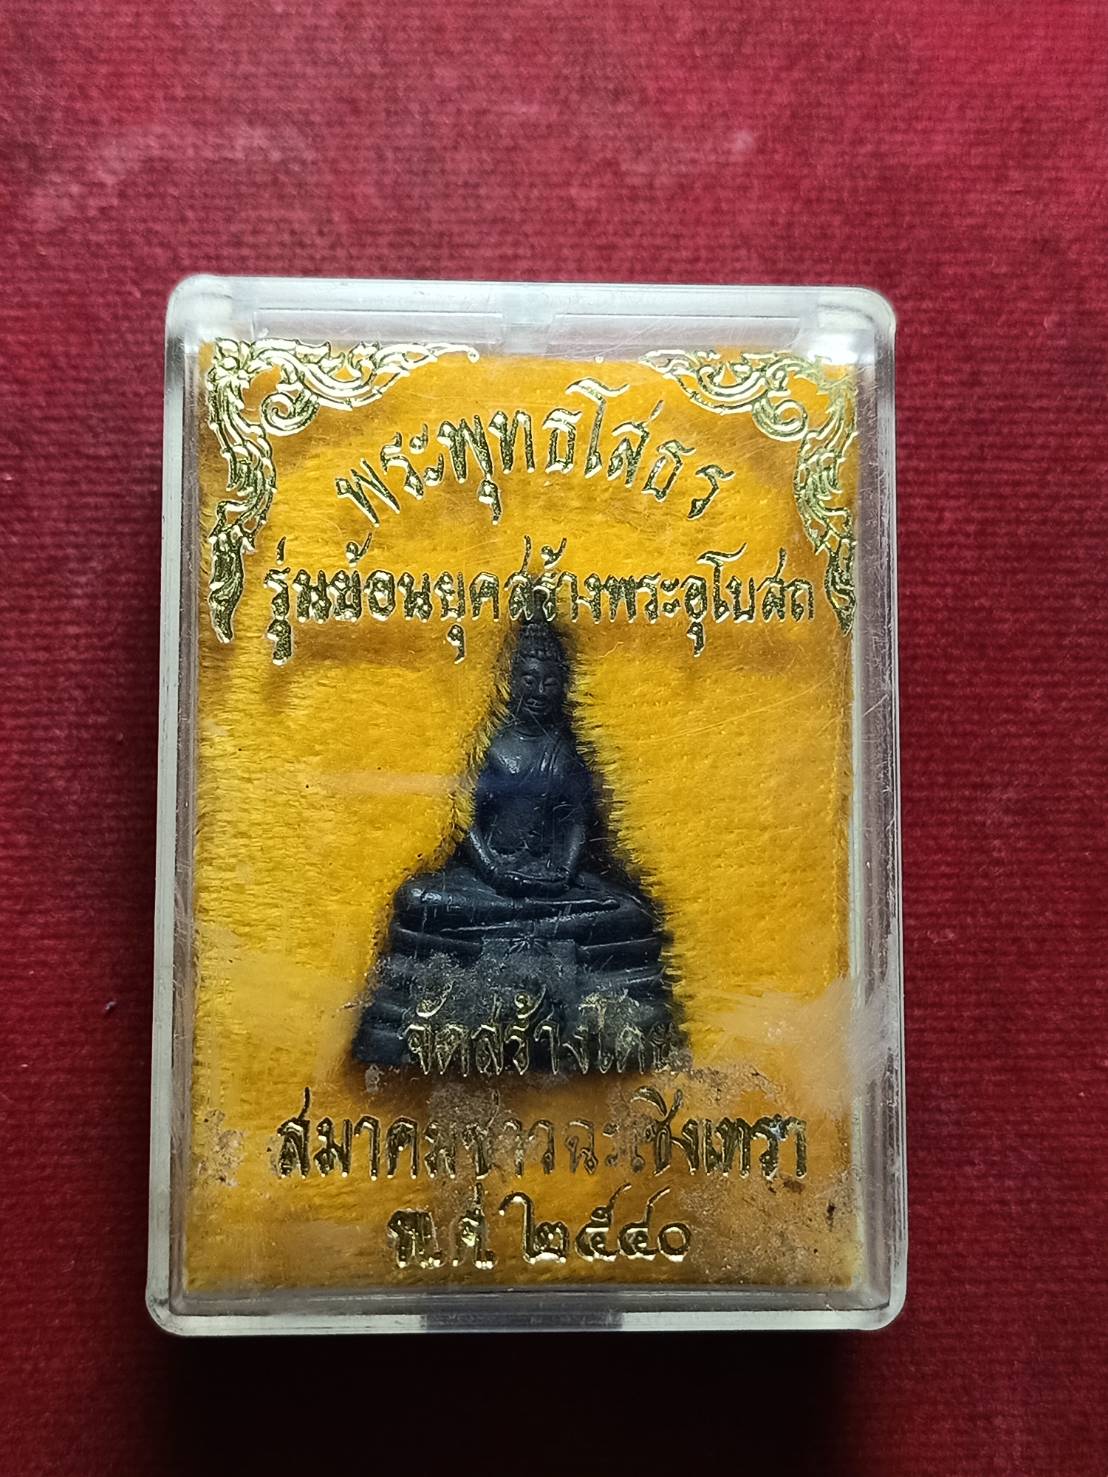 พระพุทธโสธร
รุ่นย้อนยุคสร้างพระอุโบสถ
จัดสร้างโดย
สมาคมชาวฉะเชิงเทรา
พ.ศ. ๒๕๔๐